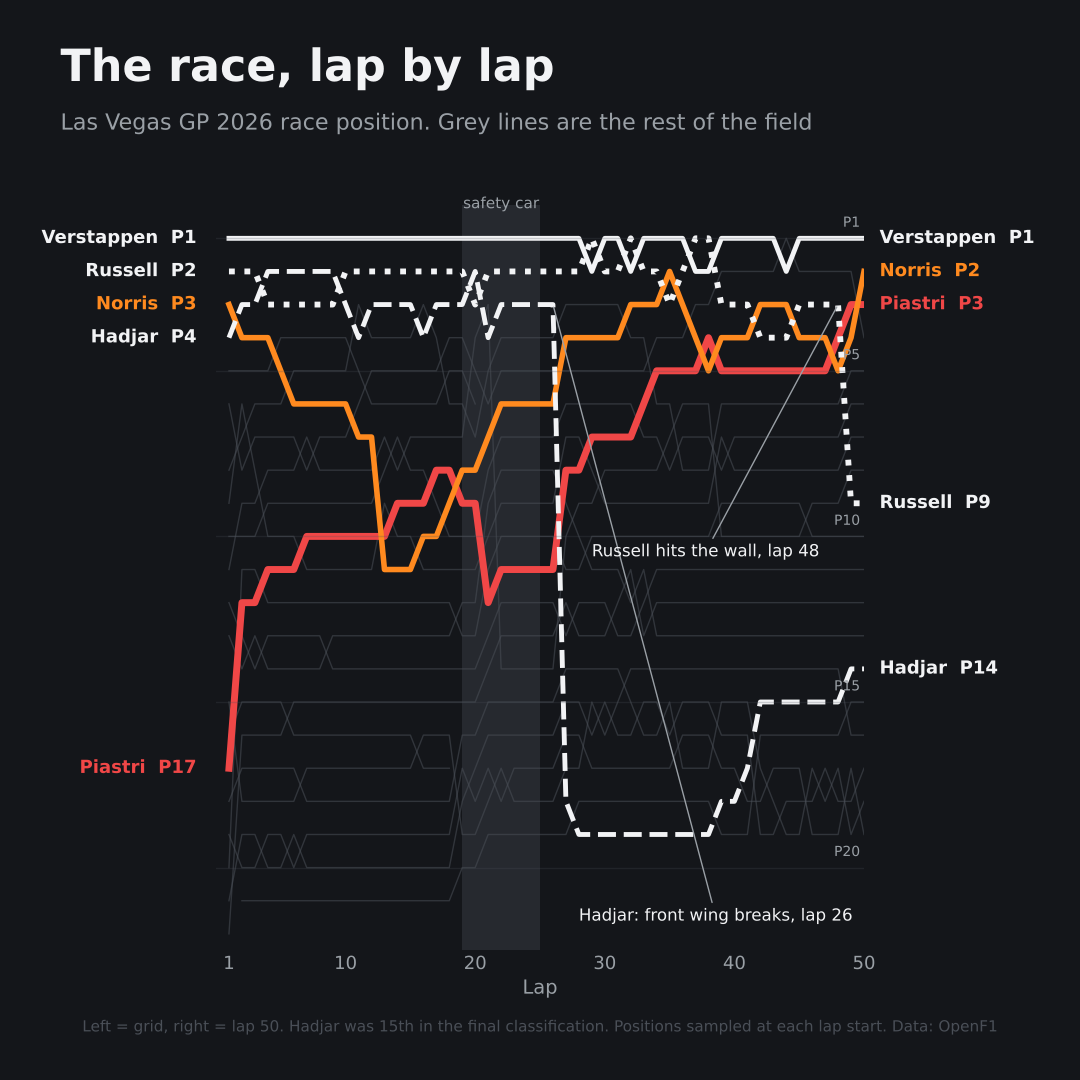 The race, lap by lap
Las Vegas GP 2026 race position. Grey lines are the rest of the field
safety car
P1
Verstappen P1
Verstappen P1
Russell P2
Norris P2
Norris P3
Piastri P3
Hadjar P4
P5
Russell P9
P10
Russell hits the wall, lap 48
Hadjar P14
P15
Piastri P17
P20
Hadjar: front wing breaks, lap 26
1 10 20 30 40 50
Lap
Left = grid, right = lap 50. Hadjar was 15th in the final classification. Positions sampled at each lap start. Data: OpenF1